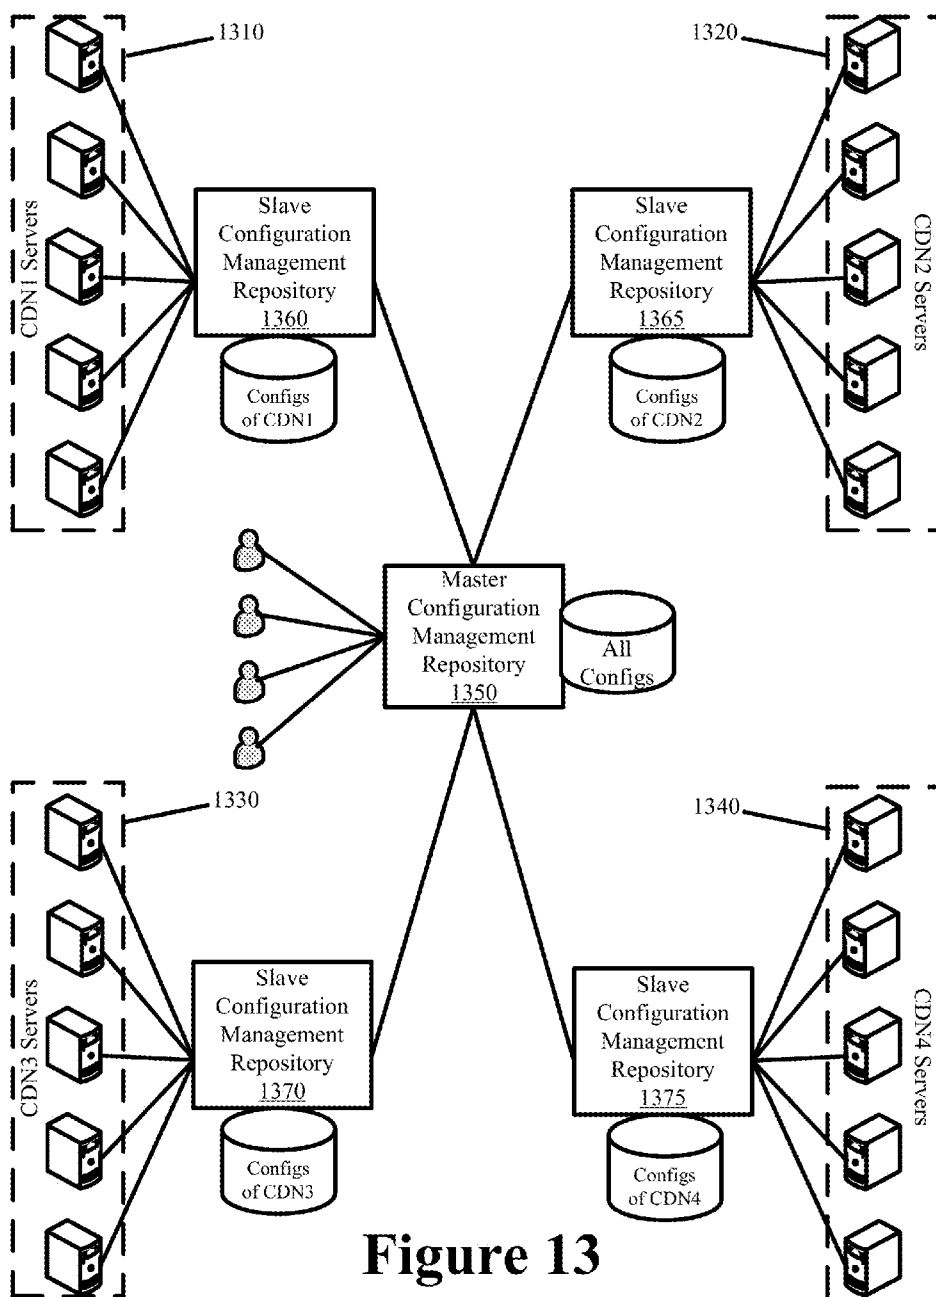 1310
1320
CDN1 Servers
Slave
Configuration
Management
Repository
1360
Configs
of CDN1
Slave
Configuration
Management
Repository
1365
Configs
of CDN2
CDN2 Servers
Master
Configuration
Management
Repository
1350
All
Configs
1330
1340
CDN3 Servers
Slave
Configuration
Management
Repository
1370
Configs
of CDN3
Slave
Configuration
Management
Repository
1375
Configs
of CDN4
CDN4 Servers
Figure 13